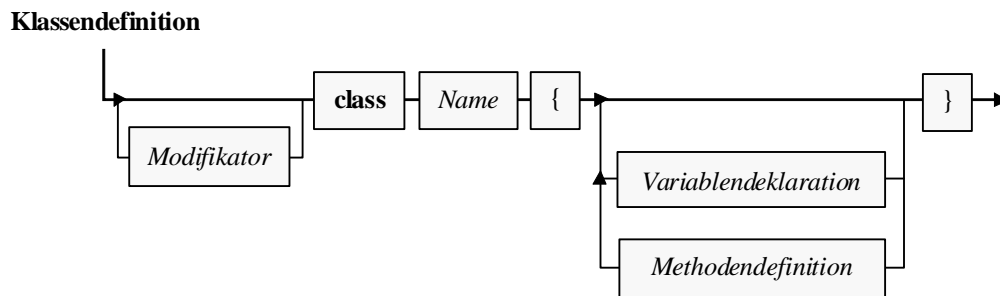 Klassendefinition
class Name { }
Modifikator
Variablendeklaration
Methodendefinition